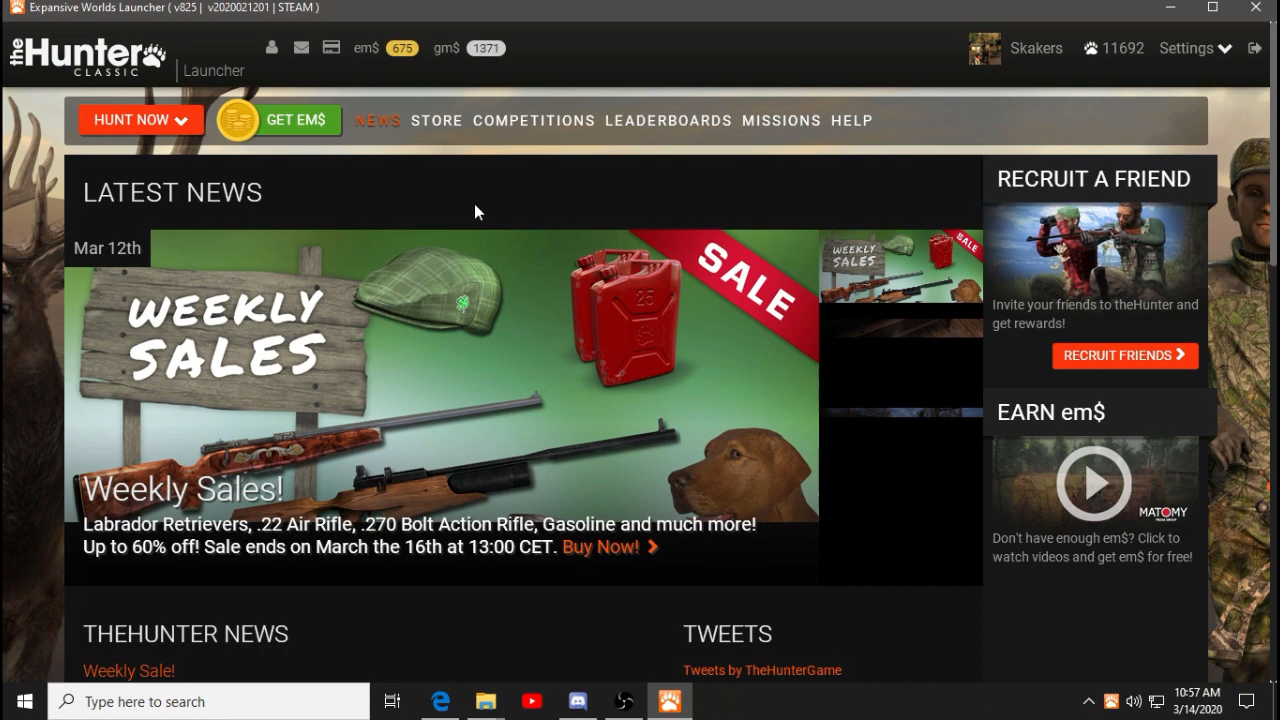 Expansive Worlds Launcher ( v825 | v2020021201 | STEAM )
theHunter
CLASSIC
Launcher
em$ 675 gm$ 1371
Skakers 11692 Settings
HUNT NOW GET EM$ NEWS STORE COMPETITIONS LEADERBOARDS MISSIONS HELP
LATEST NEWS
Mar 12th
WEEKLY
SALES
25
SALE
WEEKLY
SALES
SALE
Weekly Sales!
Labrador Retrievers, .22 Air Rifle, .270 Bolt Action Rifle, Gasoline and much more!
Up to 60% off! Sale ends on March the 16th at 13:00 CET. Buy Now!
RECRUIT A FRIEND
Invite your friends to theHunter and
get rewards!
RECRUIT FRIENDS
EARN em$
MATOMY
Don't have enough em$? Click to
watch videos and get em$ for free!
THEHUNTER NEWS
Weekly Sale!
TWEETS
Tweets by TheHunterGame
Type here to search
10:57 AM
3/14/2020